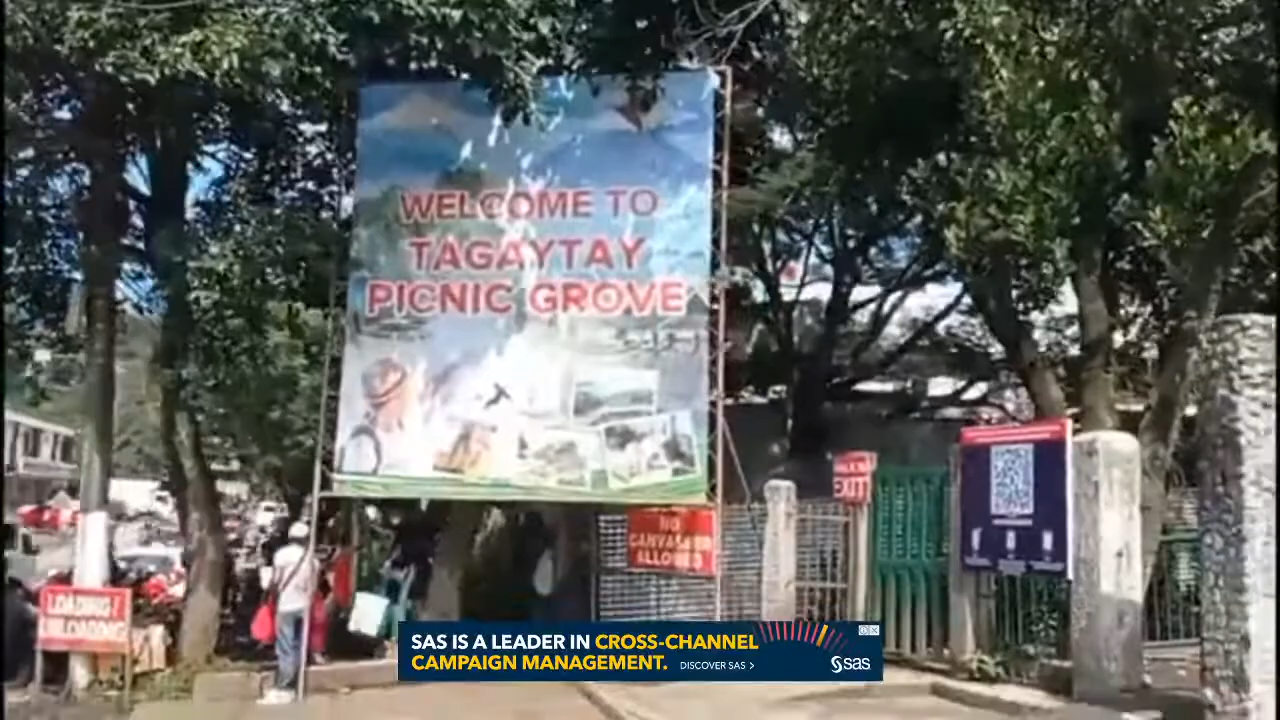 WELCOME TO
TAGAYTAY
PICNIC GROVE
EXIT
NO
CANVASSER
ALLOWED
LOADING /
UNLOADING
SAS IS A LEADER IN CROSS-CHANNEL
CAMPAIGN MANAGEMENT. DISCOVER SAS >
sas